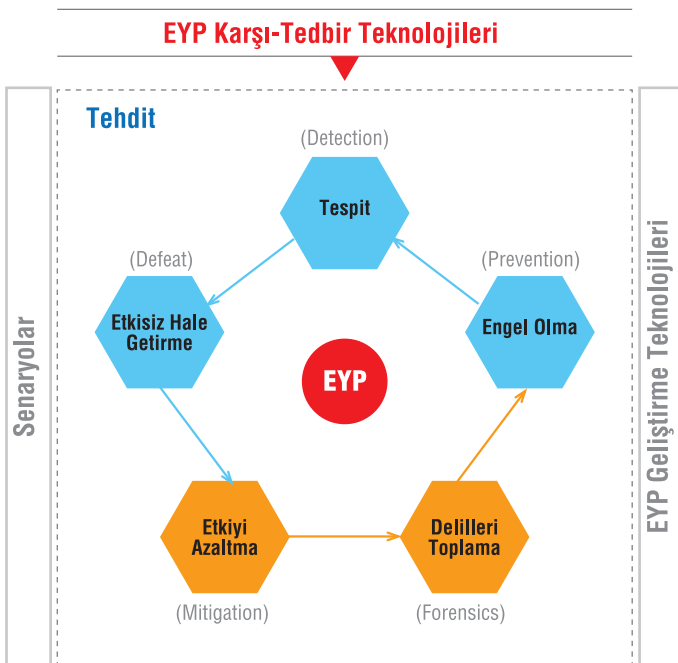 EYP Karşı-Tedbir Teknolojileri
Tehdit
(Detection)
Tespit
(Defeat)
Etkisiz Hale
Getirme
(Prevention)
Engel Olma
EYP
Etkiyi
Azaltma
(Mitigation)
Delilleri
Toplama
(Forensics)
Senaryolar
EYP Geliştirme Teknolojileri